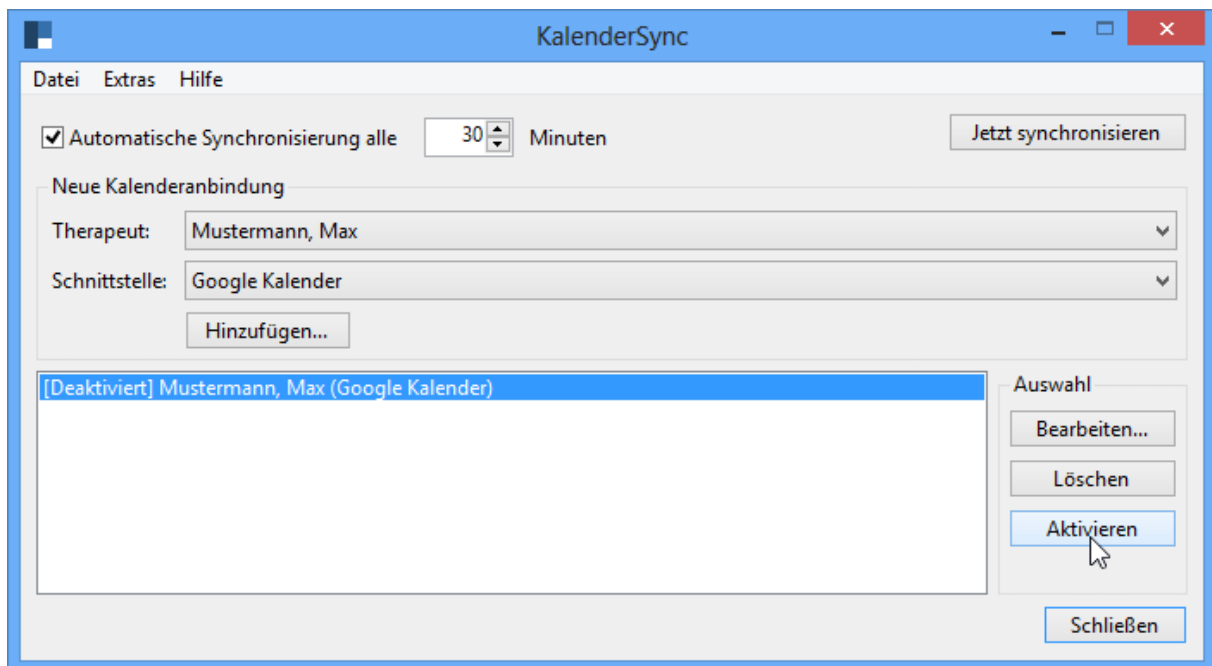 KalenderSync
Datei Extras Hilfe
Automatische Synchronisierung alle 30 Minuten Jetzt synchronisieren
Neue Kalenderanbindung
Therapeut: Mustermann, Max
Schnittstelle: Google Kalender
Hinzufügen...
[Deaktiviert] Mustermann, Max (Google Kalender)
Auswahl
Bearbeiten...
Löschen
Aktivieren
Schließen